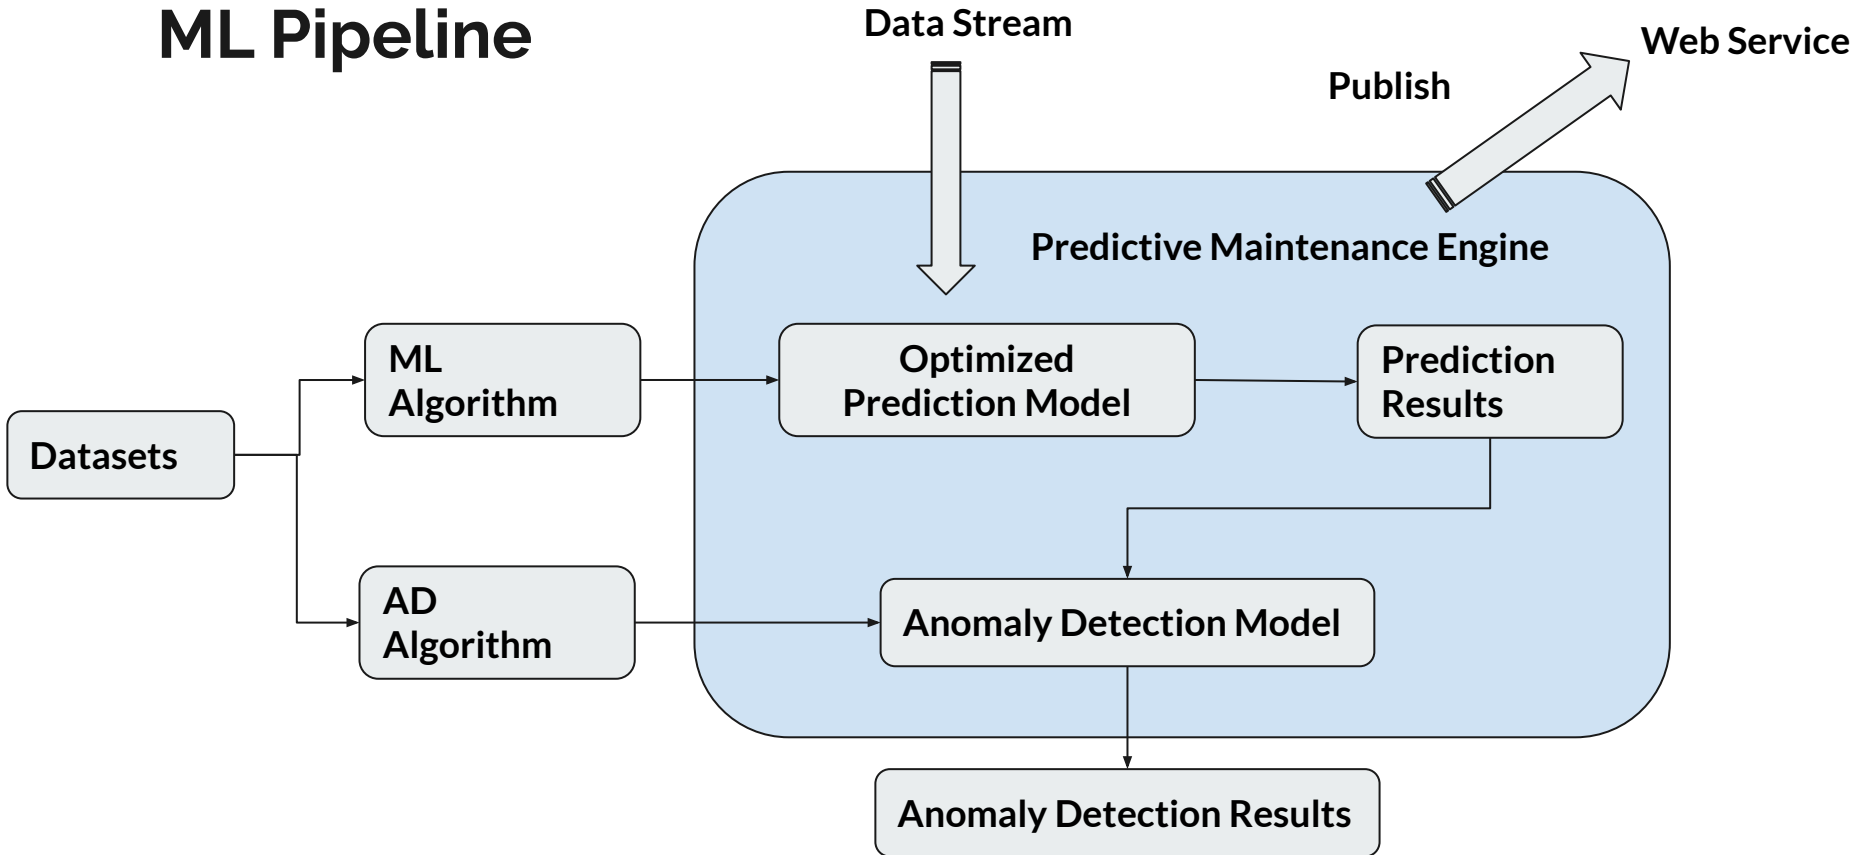 ML Pipeline
Data Stream
Web Service
Publish
Predictive Maintenance Engine
ML
Algorithm
Optimized
Prediction Model
Prediction
Results
Datasets
AD
Algorithm
Anomaly Detection Model
Anomaly Detection Results